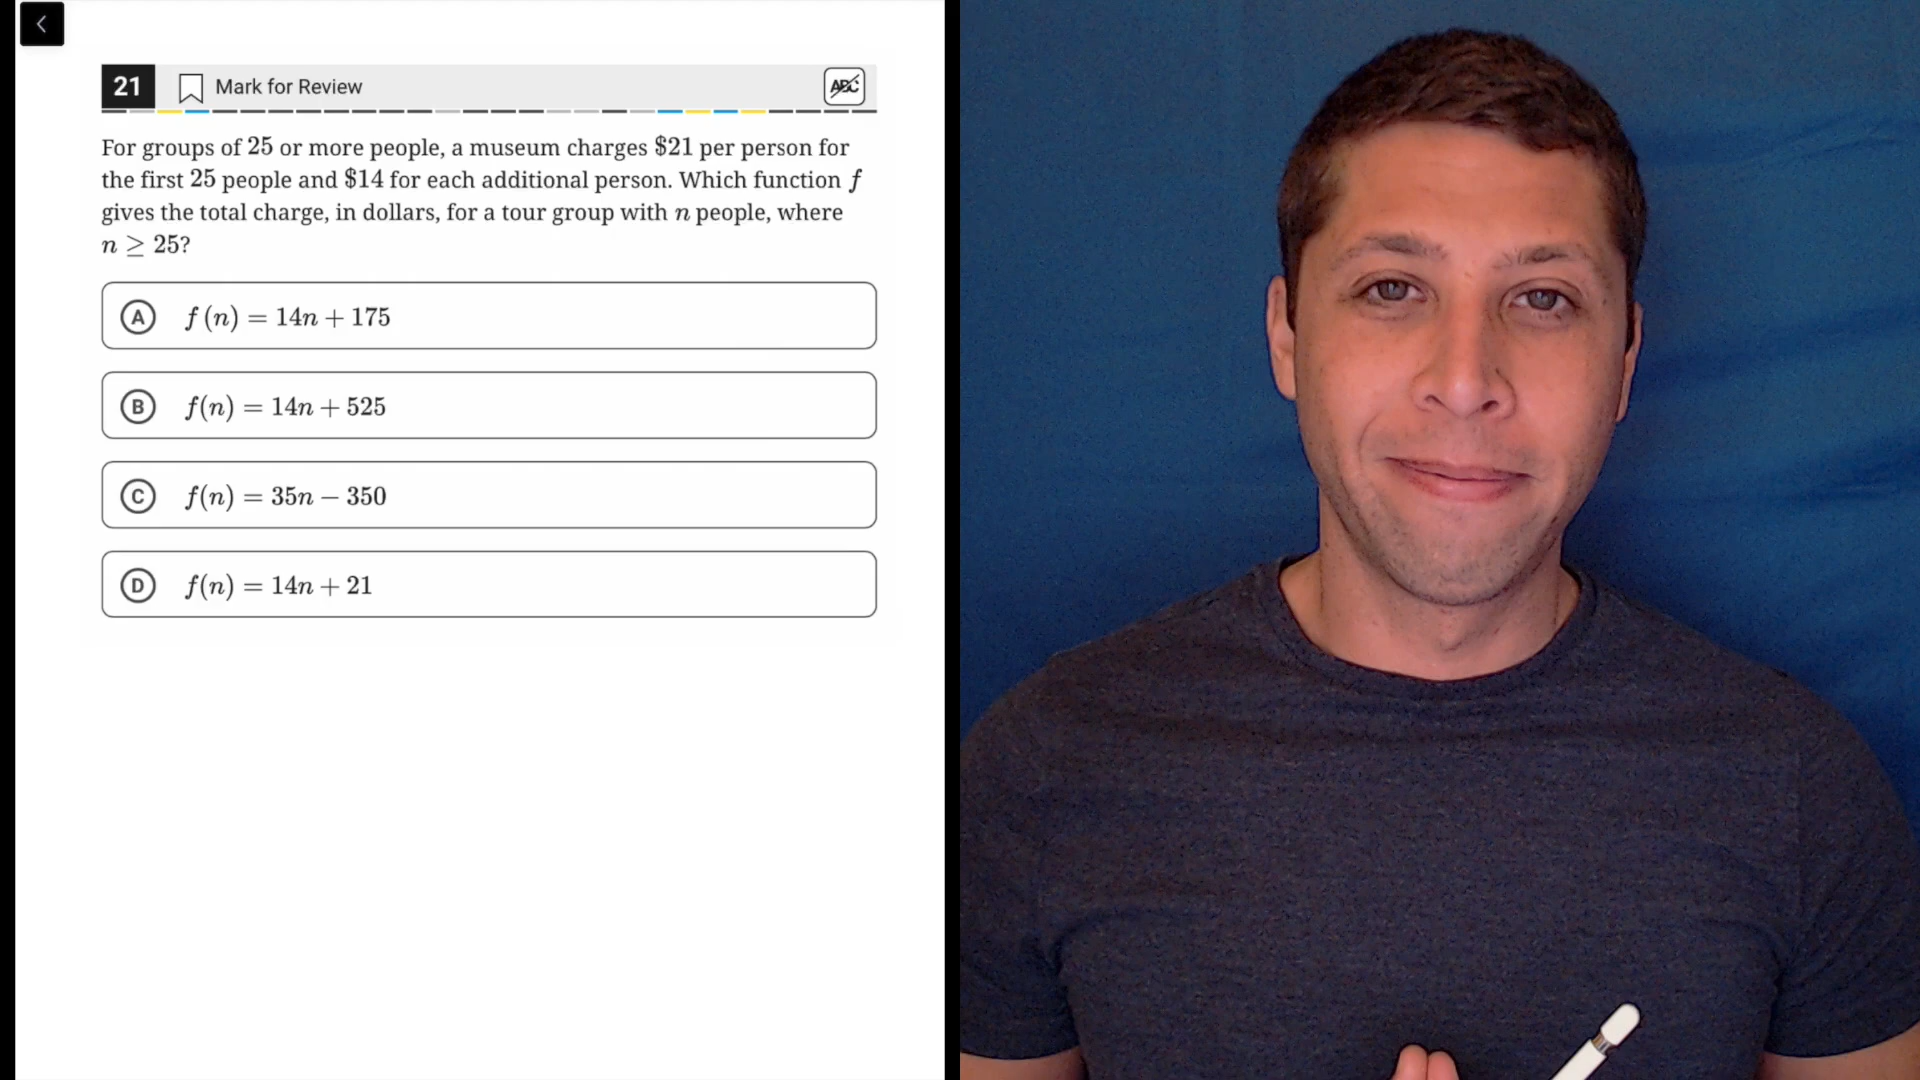 21 Mark for Review ABC
For groups of 25 or more people, a museum charges $21 per person for
the first 25 people and $14 for each additional person. Which function f
gives the total charge, in dollars, for a tour group with n people, where
n ≥ 25?
A f(n) = 14n + 175
B f(n) = 14n + 525
C f(n) = 35n − 350
D f(n) = 14n + 21